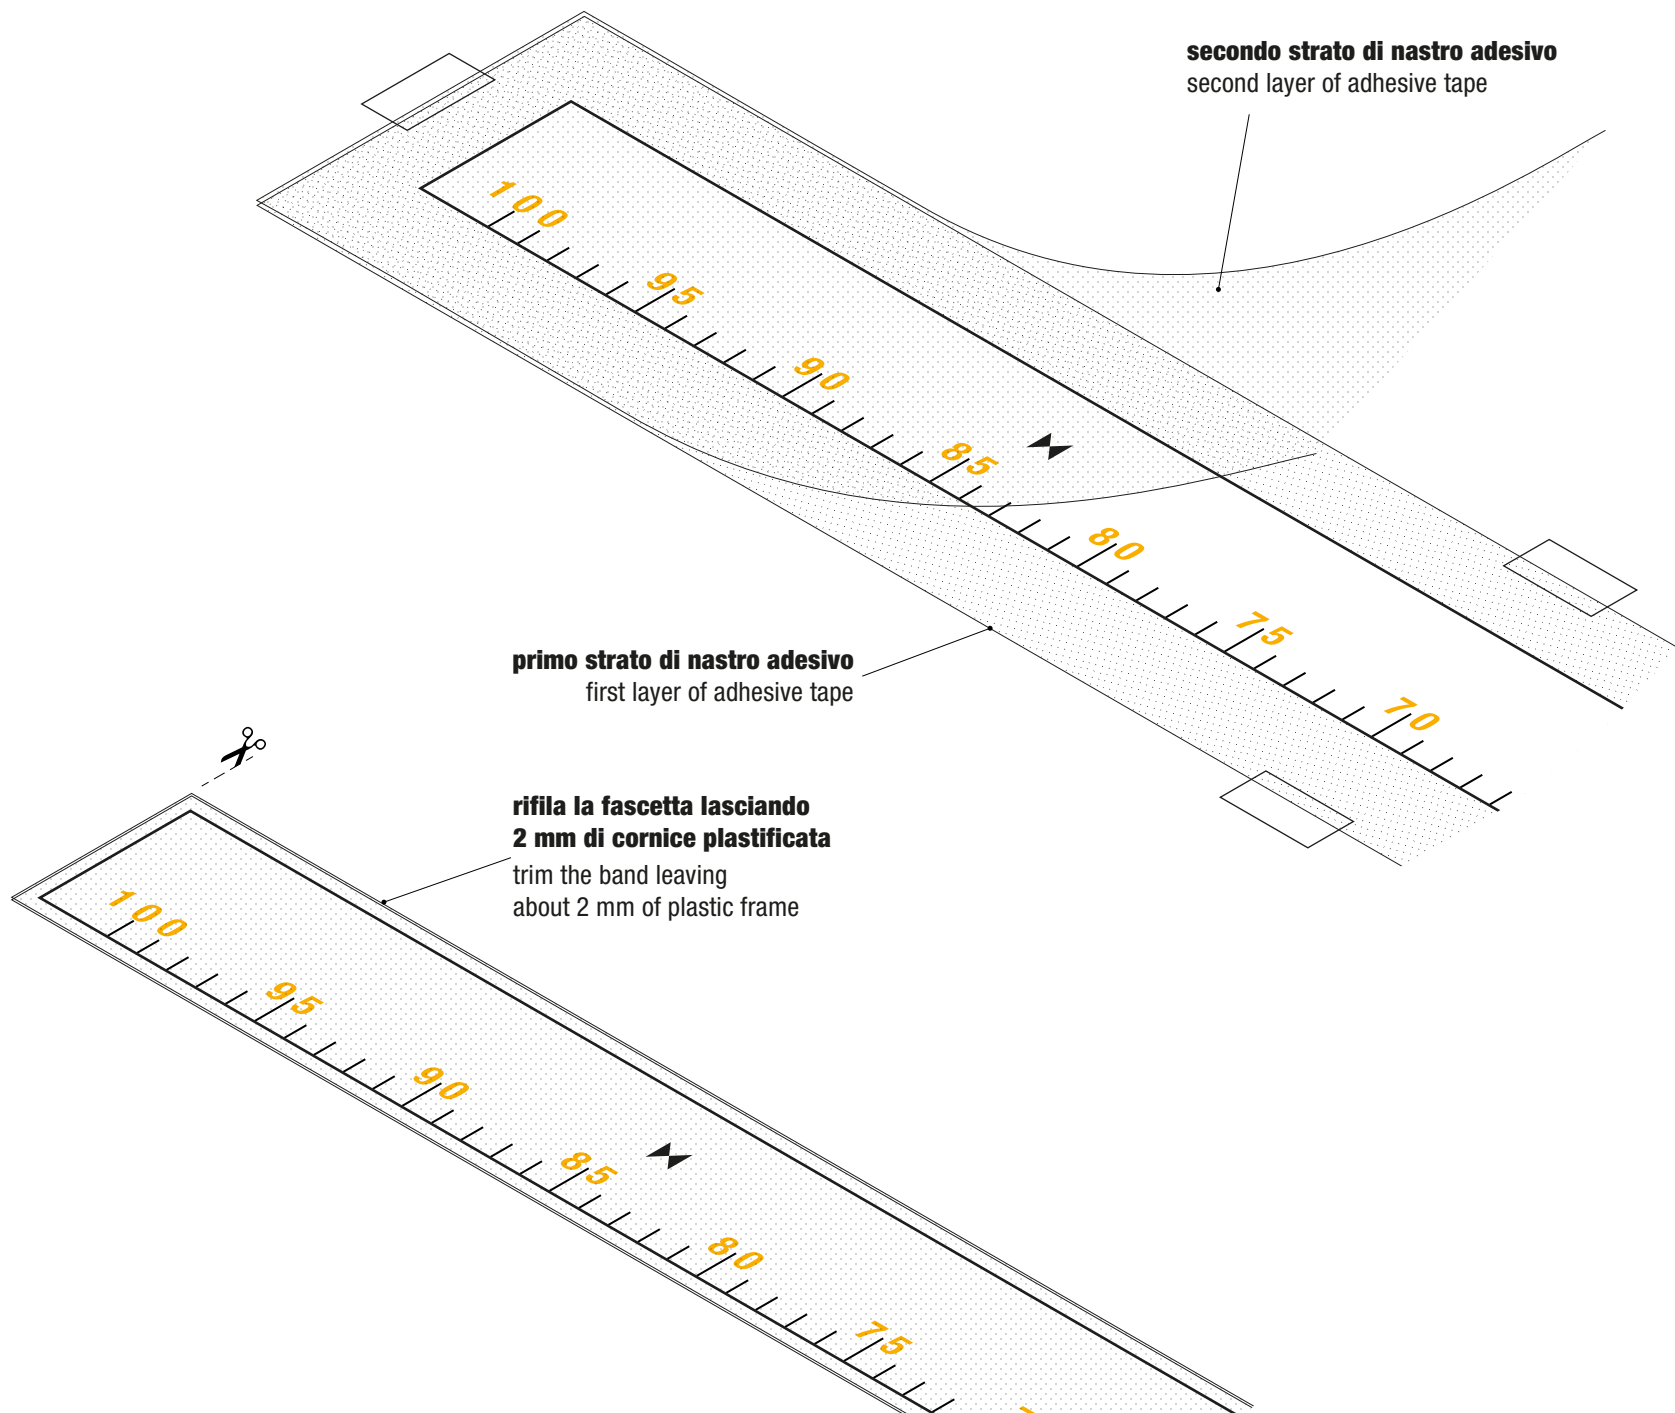 secondo strato di nastro adesivo
second layer of adhesive tape
100
95
90
85
80
75
70
primo strato di nastro adesivo
first layer of adhesive tape
rifila la fascetta lasciando
2 mm di cornice plastificata
trim the band leaving
about 2 mm of plastic frame
100
95
90
85
80
75